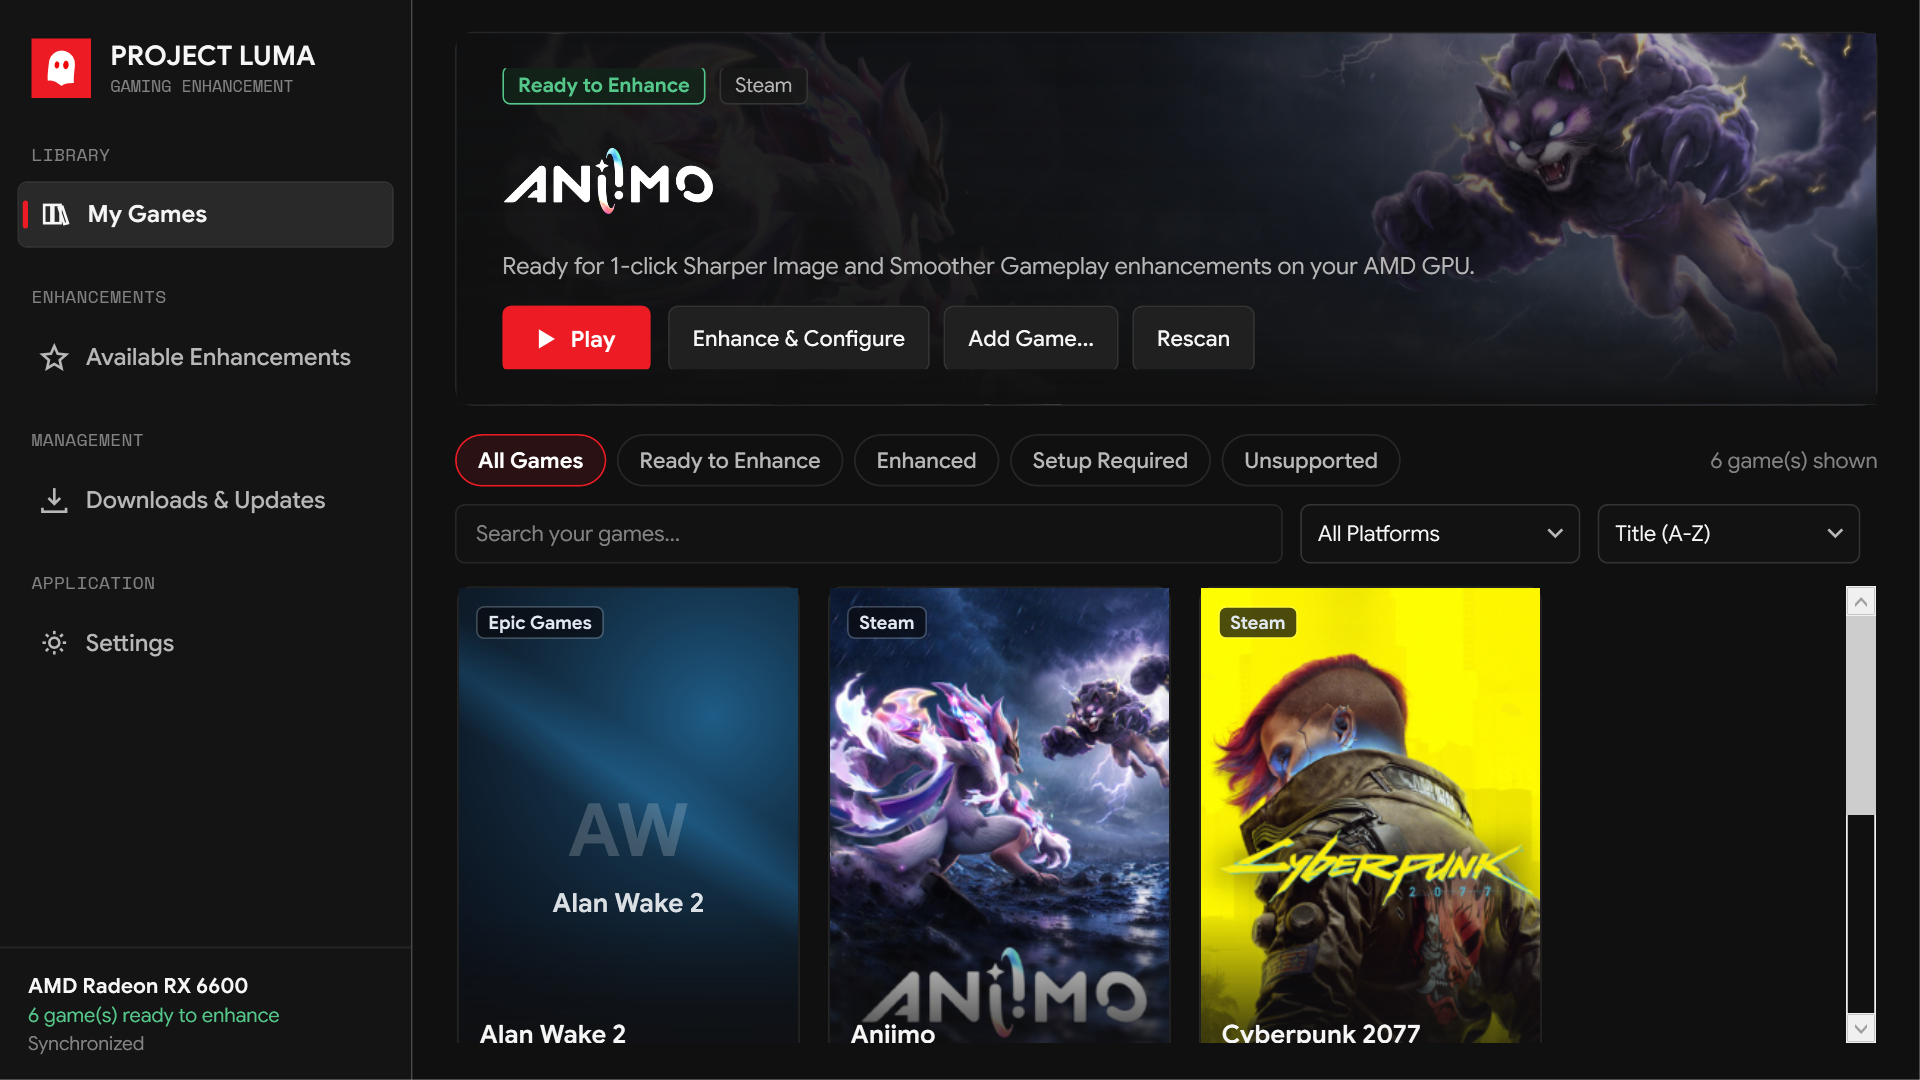 PROJECT LUMA
GAMING ENHANCEMENT
LIBRARY
My Games
ENHANCEMENTS
Available Enhancements
MANAGEMENT
Downloads & Updates
APPLICATION
Settings
AMD Radeon RX 6600
6 game(s) ready to enhance
Synchronized
Ready to Enhance
Steam
ANiiMO
Ready for 1-click Sharper Image and Smoother Gameplay enhancements on your AMD GPU.
Play
Enhance & Configure
Add Game...
Rescan
All Games
Ready to Enhance
Enhanced
Setup Required
Unsupported
6 game(s) shown
Search your games...
All Platforms
Title (A-Z)
Epic Games
AW
Alan Wake 2
Alan Wake 2
Steam
ANiiMO
Aniimo
Steam
SAMURAI
Cyberpunk
2077
Cyberpunk 2077